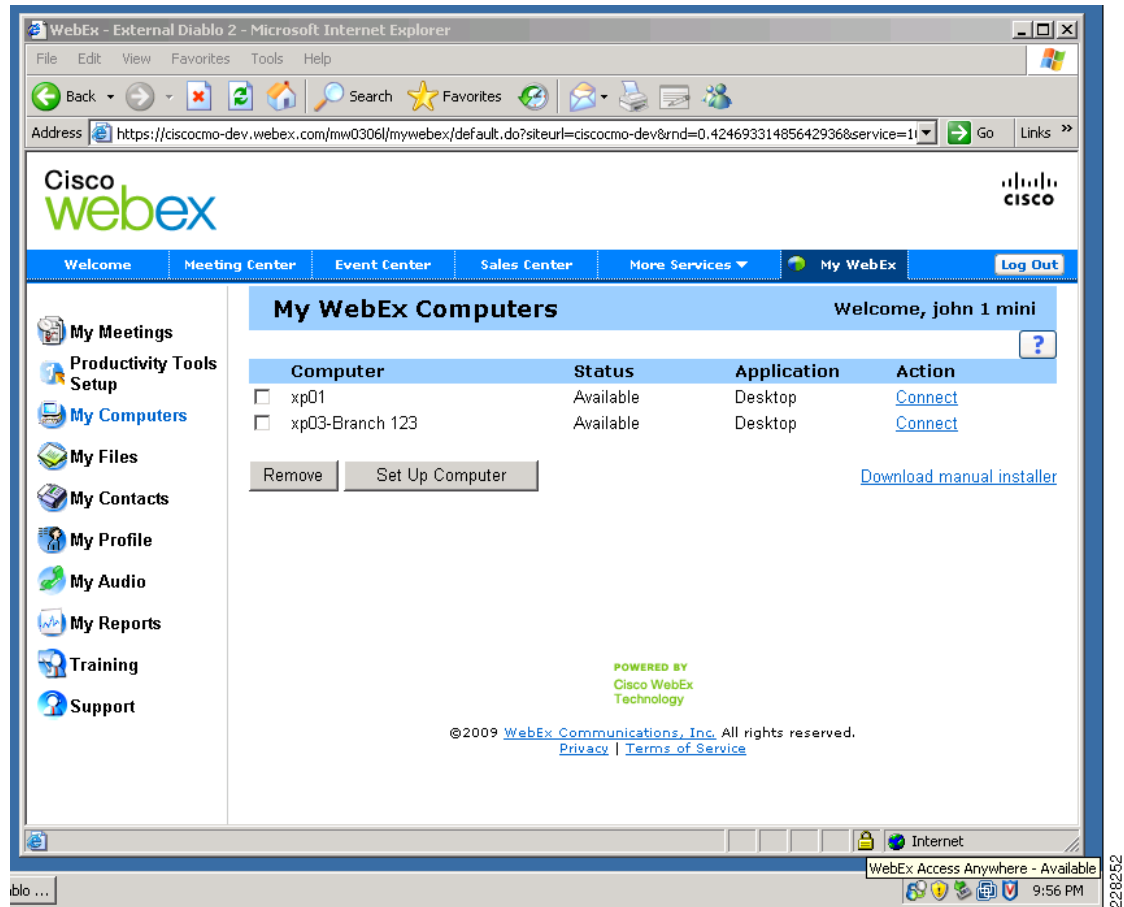 WebEx - External Diablo 2 - Microsoft Internet Explorer
File Edit View Favorites Tools Help
Back Search Favorites
Address https://ciscocmo-dev.webex.com/mw0306l/mywebex/default.do?siteurl=ciscocmo-dev&rnd=0.42469331485642936&service=1 Go Links »
Cisco
webex
cisco
Welcome Meeting Center Event Center Sales Center More Services ▼ My WebEx Log Out
My WebEx Computers Welcome, john 1 mini
?
My Meetings
Productivity Tools
Setup
My Computers
My Files
My Contacts
My Profile
My Audio
My Reports
Training
Support
Computer Status Application Action
xp01 Available Desktop Connect
xp03-Branch 123 Available Desktop Connect
Remove Set Up Computer Download manual installer
POWERED BY
Cisco WebEx
Technology
©2009 WebEx Communications, Inc. All rights reserved.
Privacy | Terms of Service
Internet
WebEx Access Anywhere - Available
ablo ... 9:56 PM
228252